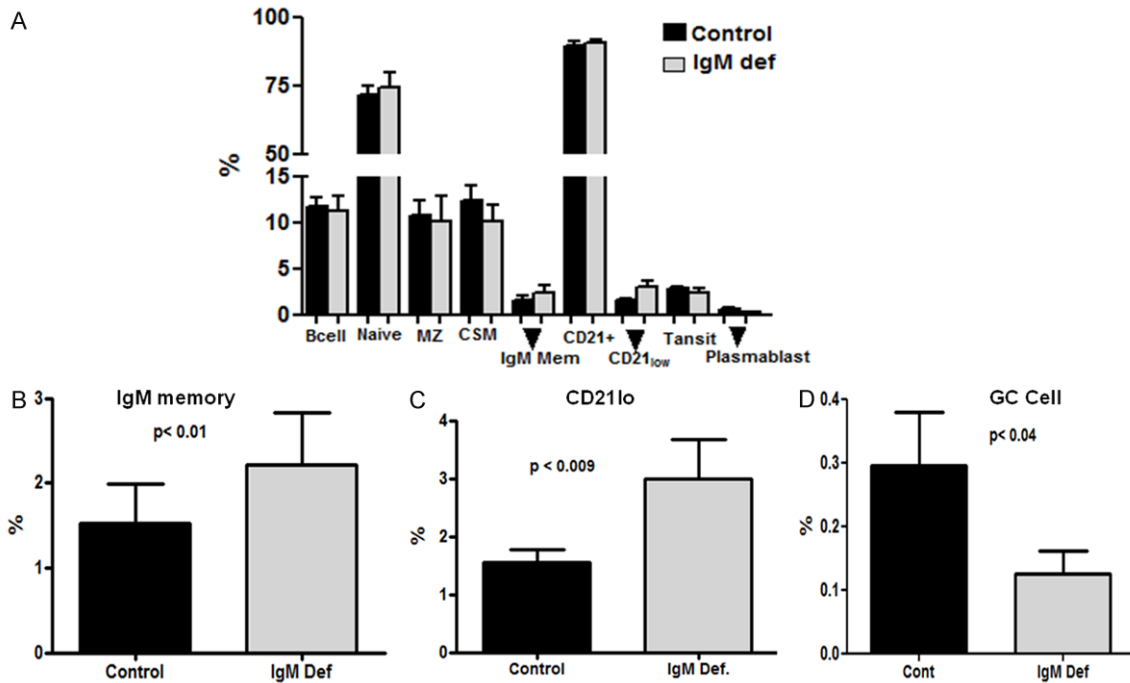 A
100
75
50
15
10
5
0
%
Control
IgM def
Bcell Naive MZ CSM IgM Mem CD21+ CD21low Tansit Plasmablast
B
IgM memory
p< 0.01
3
2
1
0
%
Control IgM Def
C
CD21lo
p < 0.009
4
3
2
1
0
%
Control IgM Def.
D
GC Cell
p< 0.04
0.4
0.3
0.2
0.1
0.0
%
Cont IgM Def